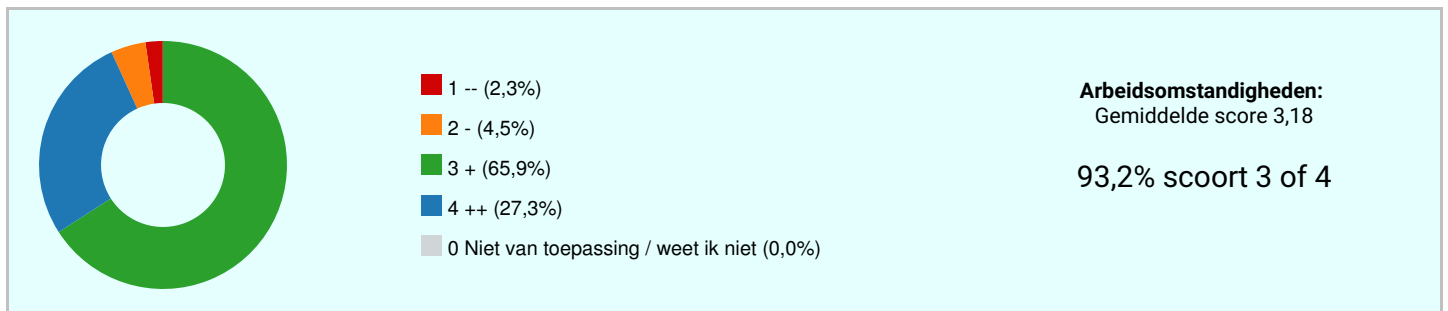 1 -- (2,3%)
2 - (4,5%)
3 + (65,9%)
4 ++ (27,3%)
0 Niet van toepassing / weet ik niet (0,0%)
Arbeidsomstandigheden:
Gemiddelde score 3,18
93,2% scoort 3 of 4